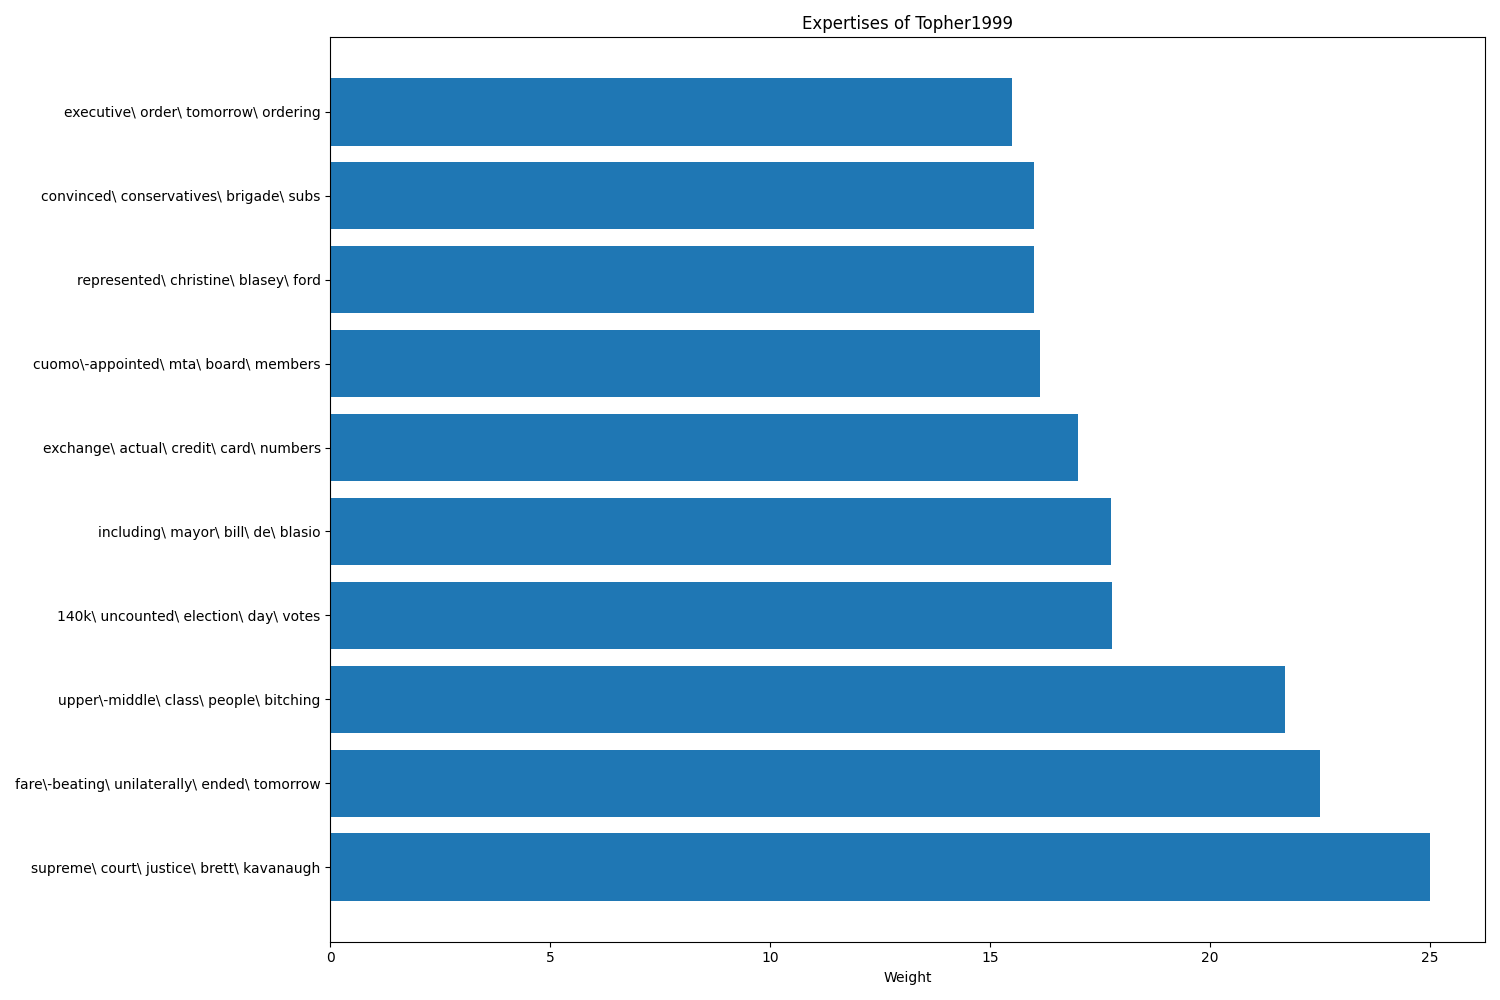 Expertises of Topher1999
executive\ order\ tomorrow\ ordering
convinced\ conservatives\ brigade\ subs
represented\ christine\ blasey\ ford
cuomo\-appointed\ mta\ board\ members
exchange\ actual\ credit\ card\ numbers
including\ mayor\ bill\ de\ blasio
140k\ uncounted\ election\ day\ votes
upper\-middle\ class\ people\ bitching
fare\-beating\ unilaterally\ ended\ tomorrow
supreme\ court\ justice\ brett\ kavanaugh
0 5 10 15 20 25
Weight